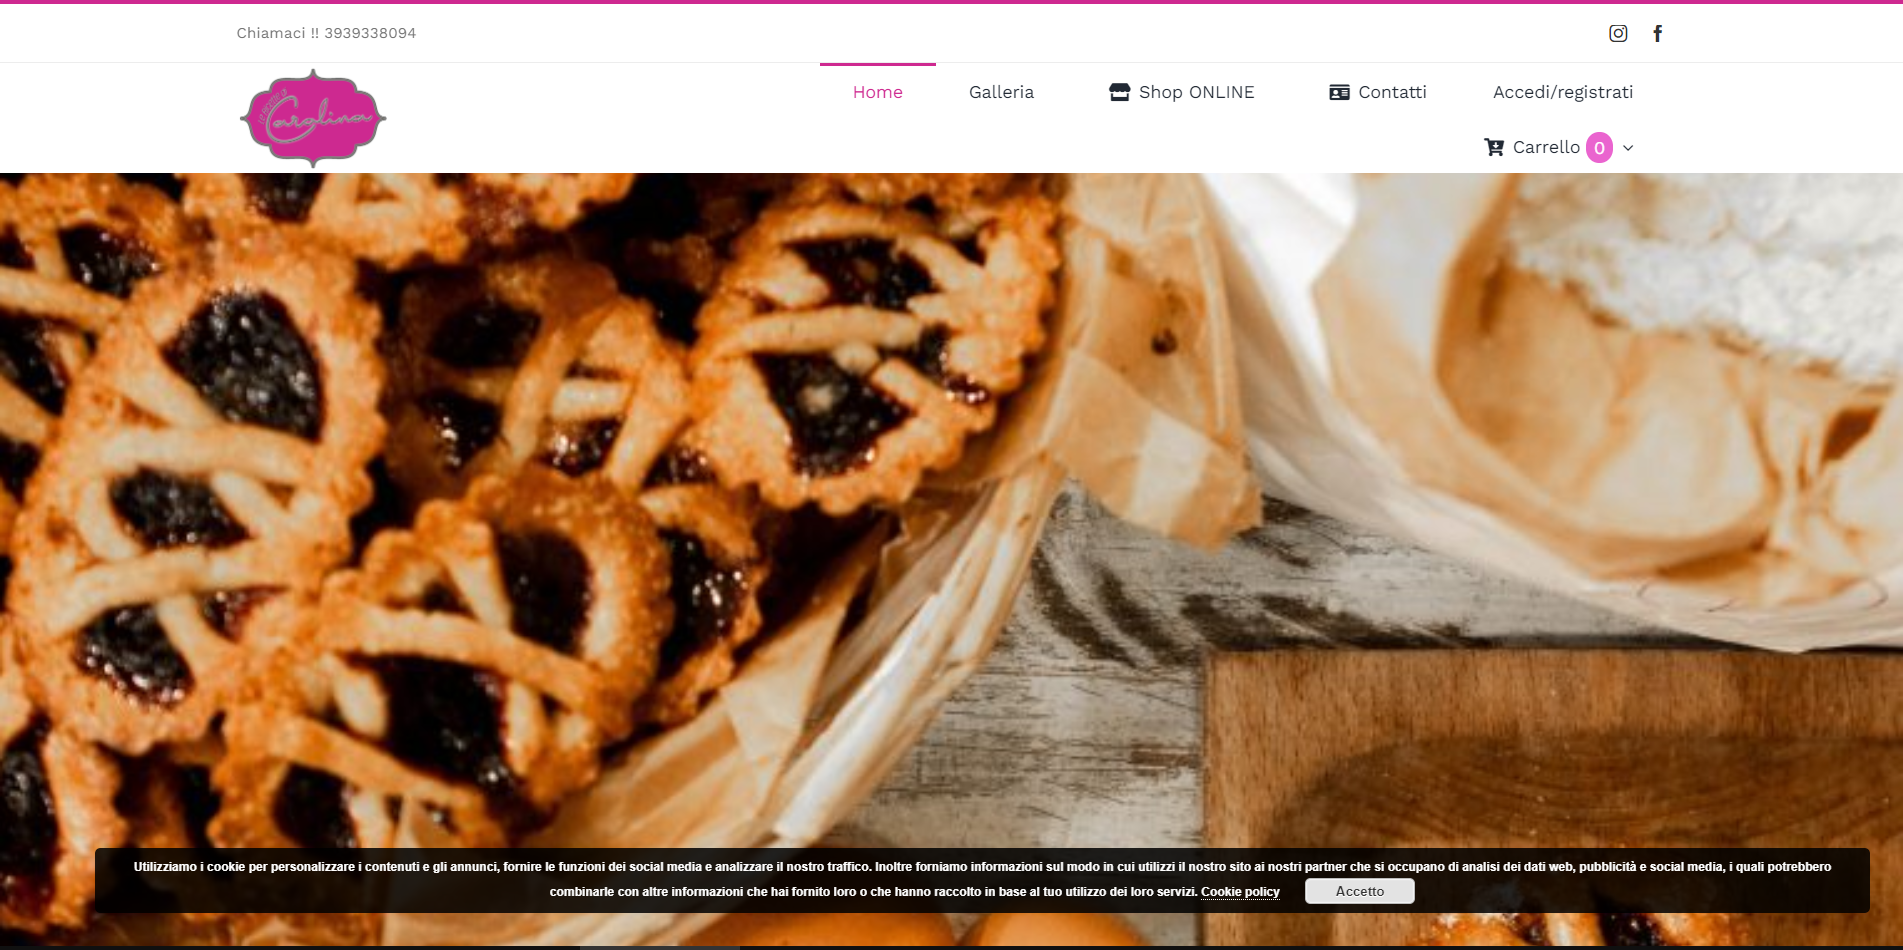 Chiamaci !! 3939338094
Carolina
Home
Galleria
Shop ONLINE
Contatti
Accedi/registrati
Carrello 0
Utilizziamo i cookie per personalizzare i contenuti e gli annunci, fornire le funzioni dei social media e analizzare il nostro traffico. Inoltre forniamo informazioni sul modo in cui utilizzi il nostro sito ai nostri partner che si occupano di analisi dei dati web, pubblicità e social media, i quali potrebbero
combinarle con altre informazioni che hai fornito loro o che hanno raccolto in base al tuo utilizzo dei loro servizi. Cookie policy Accetto